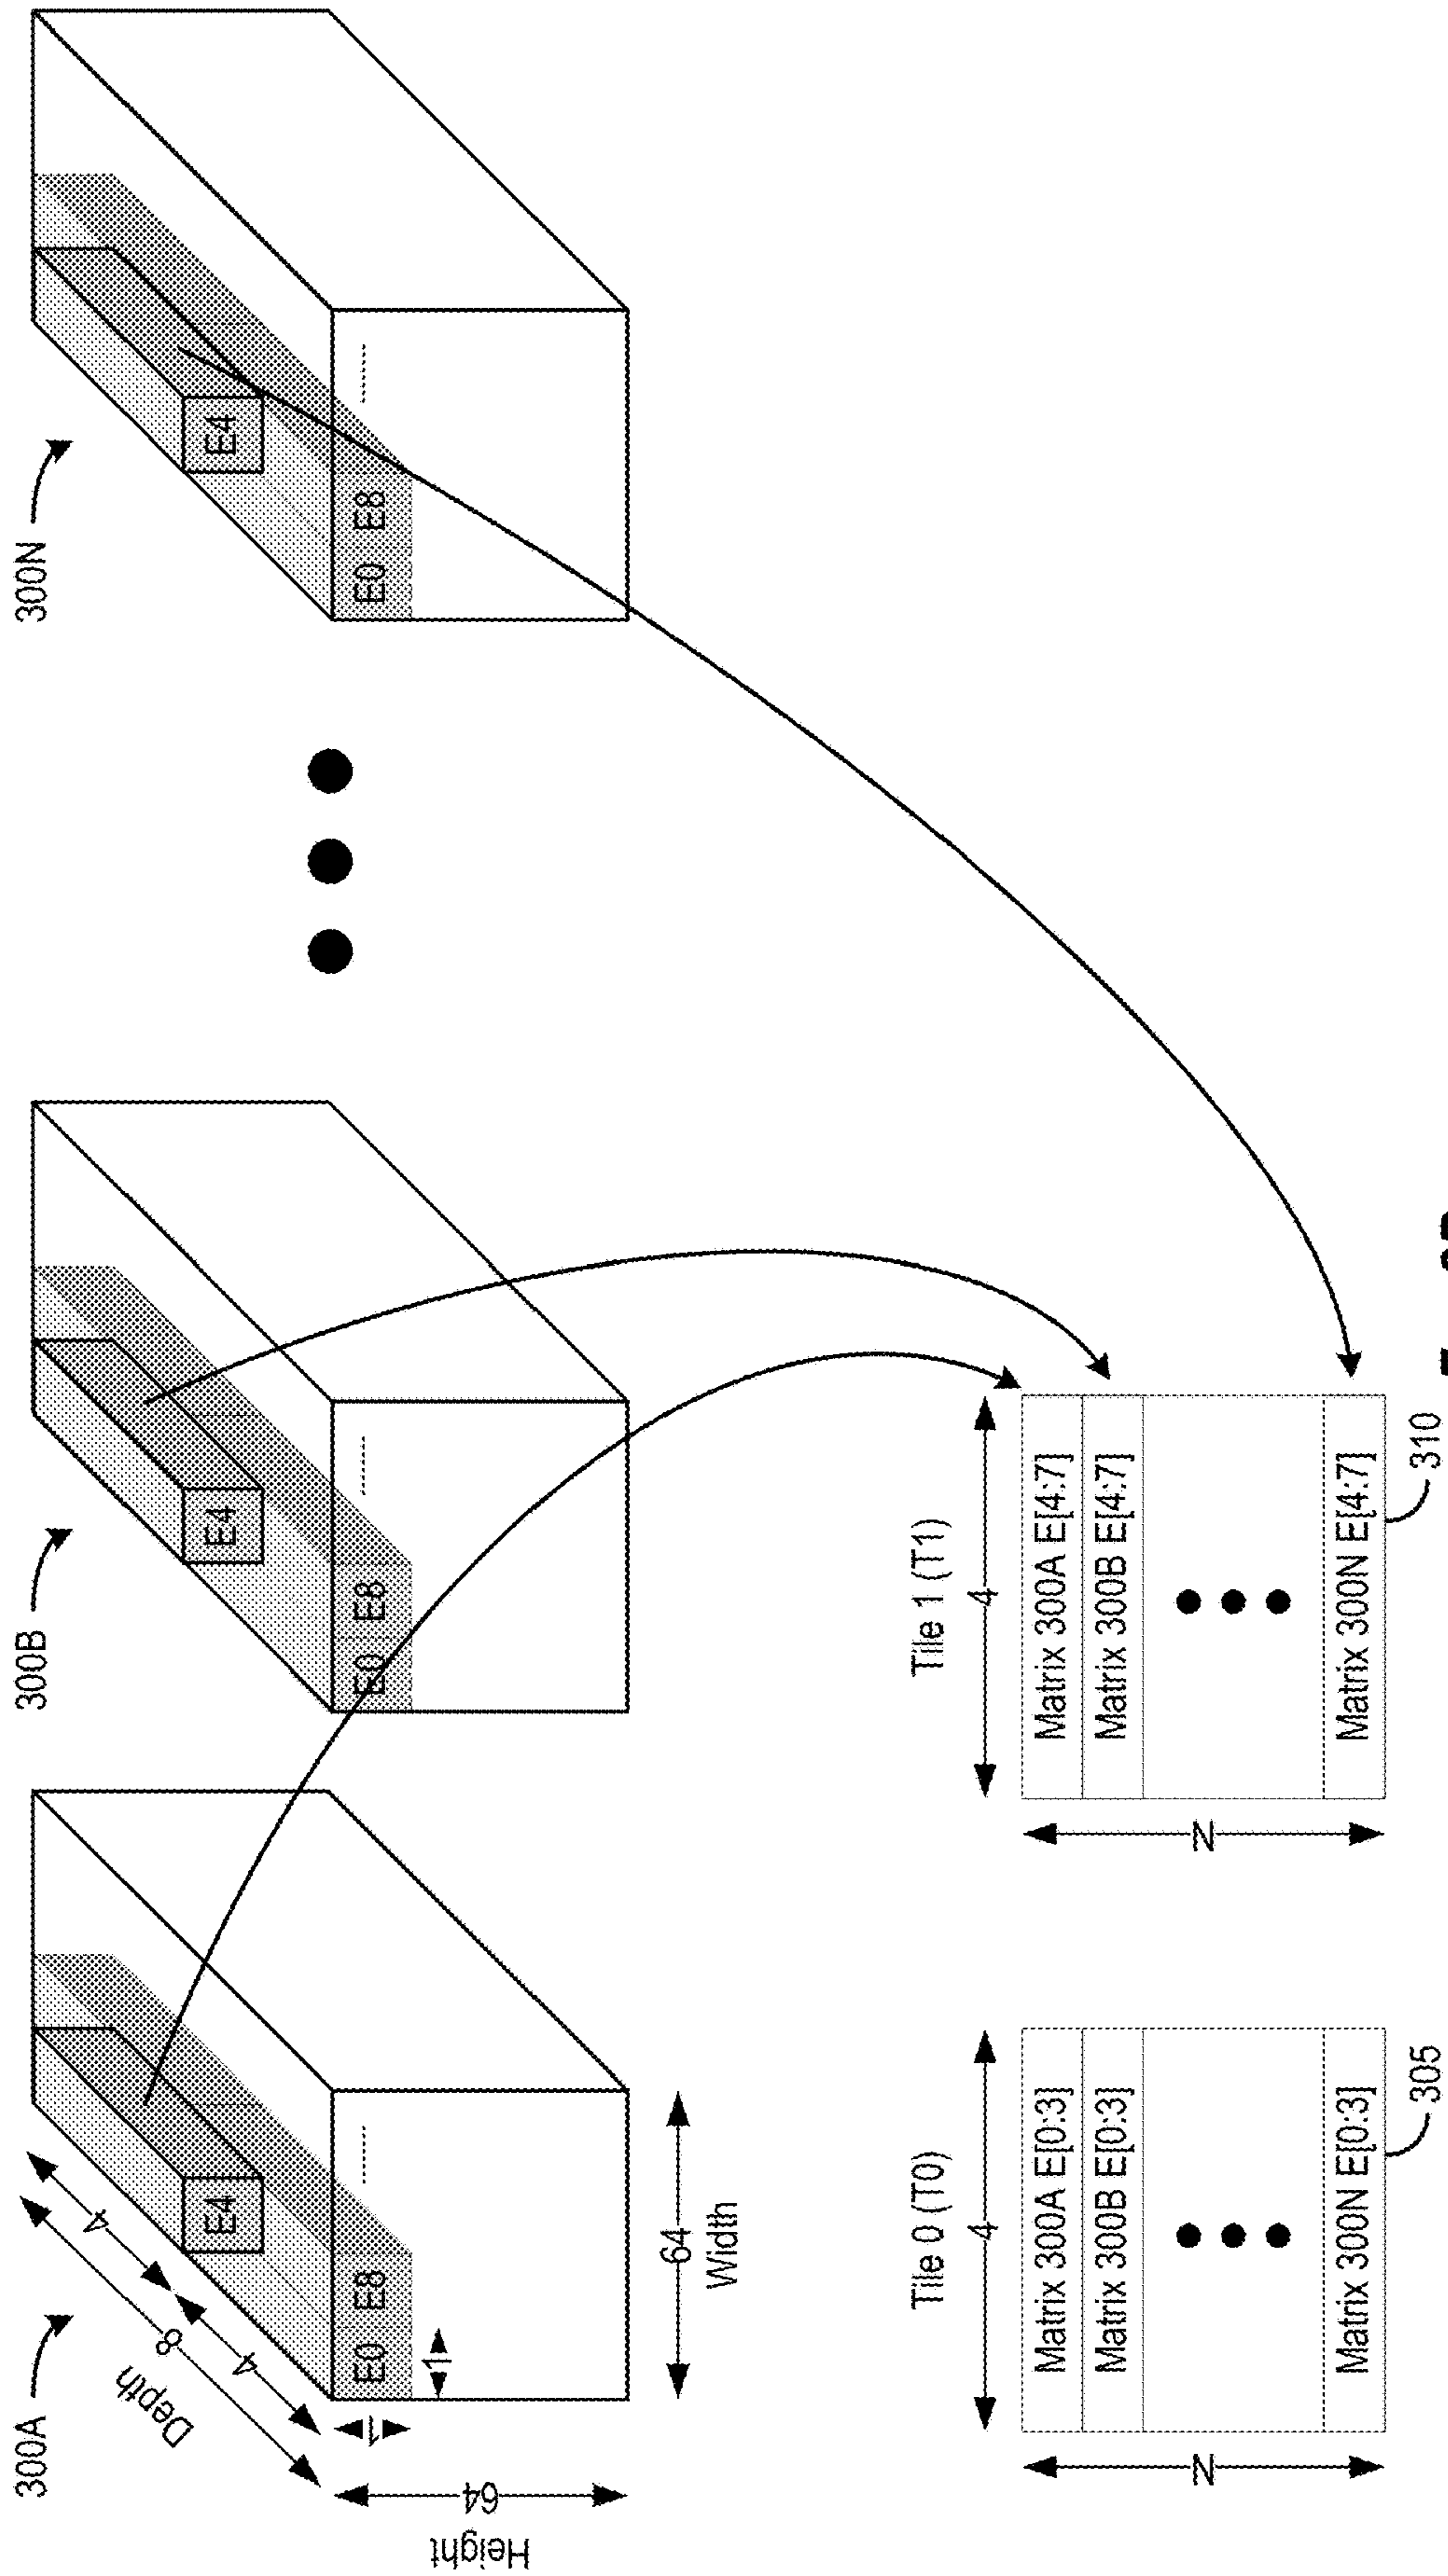 300A
300B
300N
Depth
8
4
4
E4
E4
E4
E0 E8
E0 E8
E0 E8
1
1
Height
64
64
Width
Tile 0 (T0)
4
N
Matrix 300A E[0:3]
Matrix 300B E[0:3]
Matrix 300N E[0:3]
305
Tile 1 (T1)
4
N
Matrix 300A E[4:7]
Matrix 300B E[4:7]
Matrix 300N E[4:7]
310